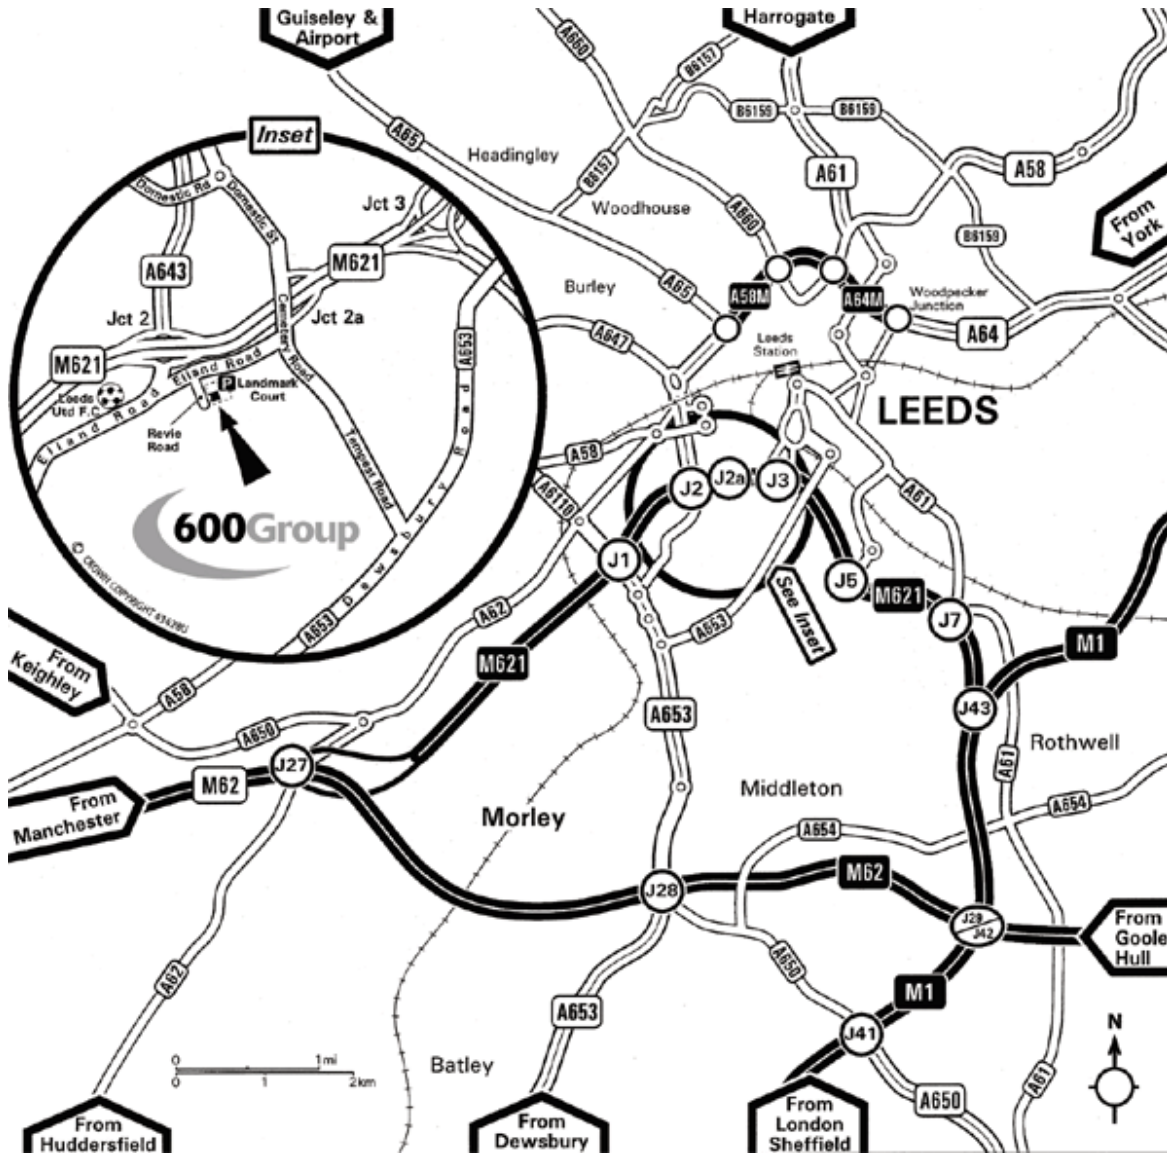 Guiseley &
Airport
Harrogate
A660
B6157
B6159
B6159
A65
Headingley
B6157
A61
A58
Woodhouse
A660
B6159
From
York
Burley
A65
A58M
A64M
Woodpecker
Junction
A64
A647
Leeds
Station
LEEDS
A58
A6110
J2
J2a
J3
A61
J1
J5
M621
J7
See Inset
A62
A653
M621
M1
A653
J43
Rothwell
From
Keighley
A58
A650
J27
M62
From
Manchester
Morley
Middleton
A61
A654
A654
J28
M62
J29
J42
From
Goole
Hull
A62
A650
M1
A653
J41
Batley
A61
A650
N
0
1mi
0
1
2km
From
Huddersfield
From
Dewsbury
From
London
Sheffield
Inset
Domestic Rd
Domestic St
Jct 3
M621
A643
Jct 2
Jct 2a
Cemetery Road
A653
M621
Elland Road
P
Landmark
Court
Leeds
Utd F.C.
Elland Road
Revie
Road
Tempest Road
Dewsbury Road
600Group
A653
© CROWN COPYRIGHT